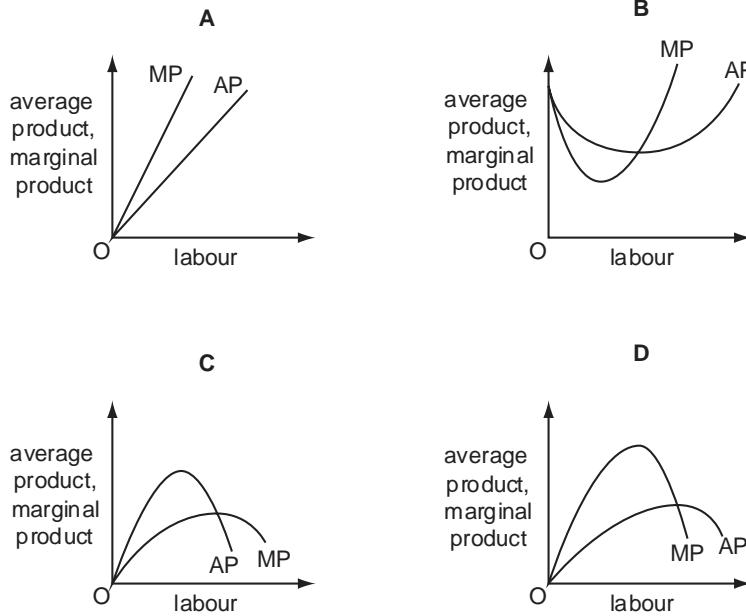 A
MP
AP
average
product,
marginal
product
O
labour
B
MP
AP
average
product,
marginal
product
O
labour
C
average
product,
marginal
product
AP
MP
O
labour
D
average
product,
marginal
product
MP
AP
O
labour